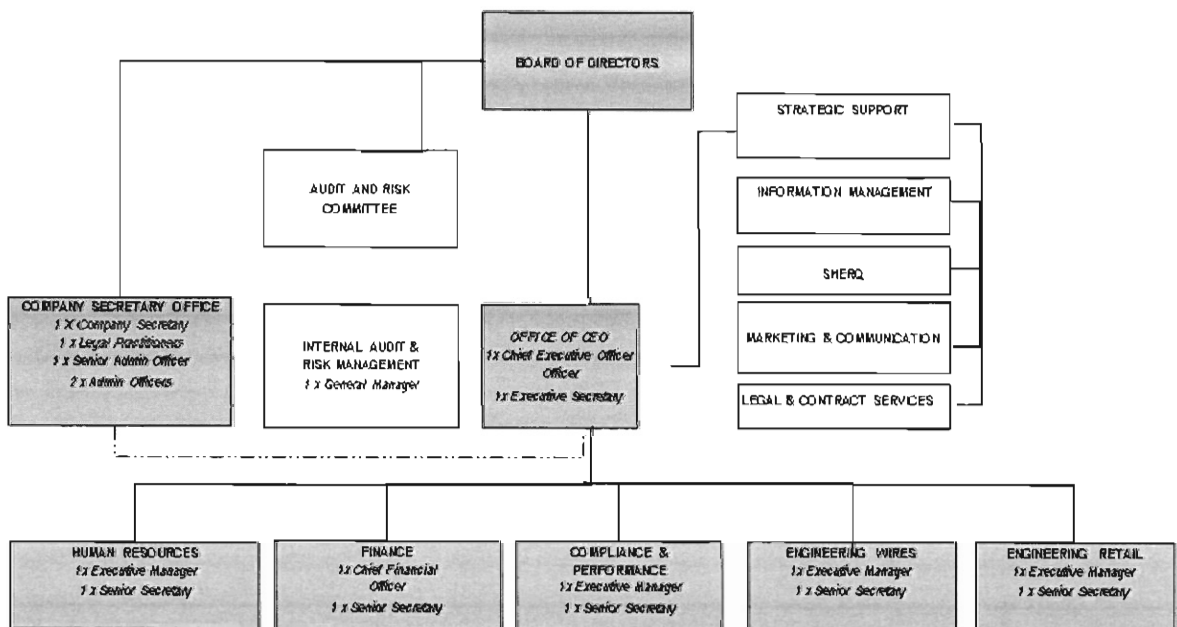 BOARD OF DIRECTORS
STRATEGIC SUPPORT
AUDIT AND RISK
COMMITTEE
INFORMATION MANAGEMENT
SHERQ
COMPANY SECRETARY OFFICE
1 X Company Secretary
1 x Legal Practitioners
1 x Senior Admin Officer
2 x Admin Officers
INTERNAL AUDIT &
RISK MANAGEMENT
1 x General Manager
OFFICE OF CEO
1x Chief Executive Officer
Officer
1x Executive Secretary
MARKETING & COMMUNICATION
LEGAL & CONTRACT SERVICES
HUMAN RESOURCES
1x Executive Manager
1 x Senior Secretary
FINANCE
1x Chief Financial
Officer
1 x Senior Secretary
COMPLIANCE &
PERFORMANCE
1x Executive Manager
1 x Senior Secretary
ENGINEERING WIRES
1x Executive Manager
1 x Senior Secretary
ENGINEERING RETAIL
1x Executive Manager
1 x Senior Secretary